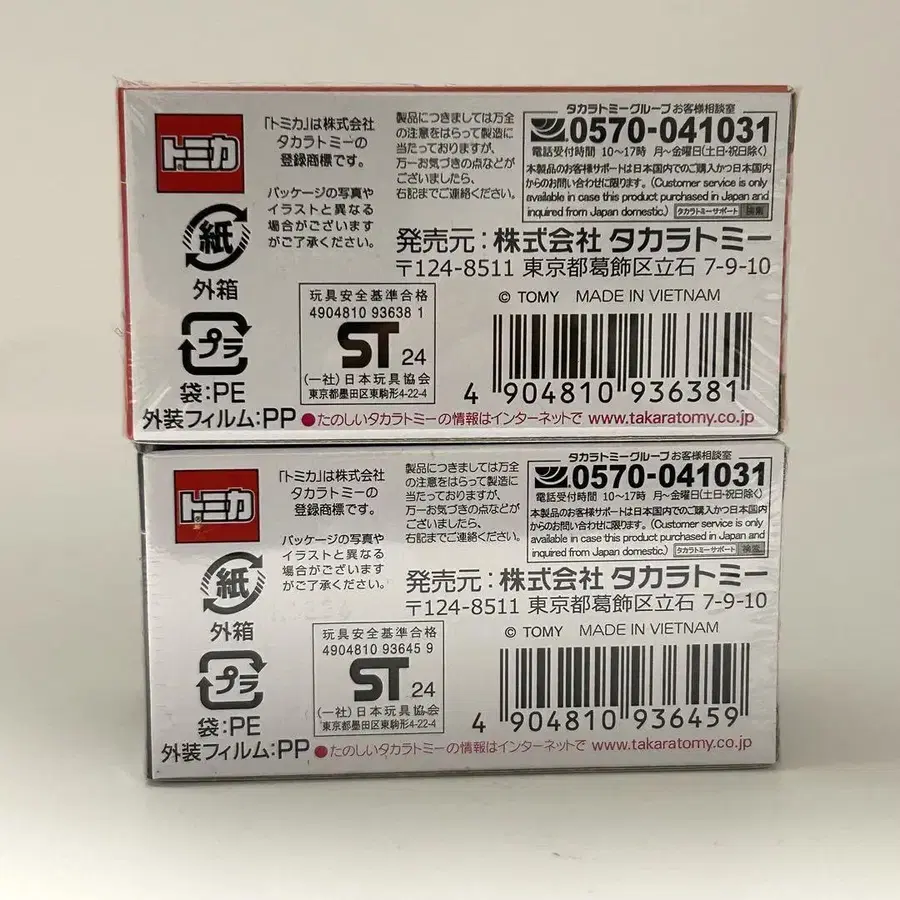 トミカ
「トミカ」は株式会社
タカラトミーの
登録商標です。
パッケージの写真や
イラストと異なる
場合がございます
がご了承ください。
製品につきましては万全
の注意をはらって製造に
当たっておりますが、
万一お気づきの点などが
ございましたら、
右記までご連絡ください。
タカラトミーグループ お客様相談室
0570-041031
電話受付時間 10〜17時 月〜金曜日(土日・祝日除く)
本製品のお客様サポートは日本国内でのご購入かつ日本国内
からのお問い合わせに限ります。(Customer service is only
available in case this product purchased in Japan and
inquired from Japan domestic.) タカラトミーサポート 検索
発売元:株式会社 タカラトミー
〒124-8511 東京都葛飾区立石 7-9-10
紙
外箱
プラ
袋:PE
外装フィルム:PP
玩具安全基準合格
4904810 93638 1
ST 24
(一社)日本玩具協会
東京都墨田区東駒形4-22-4
© TOMY MADE IN VIETNAM
4 904810 936381
●たのしいタカラトミーの情報はインターネットで www.takaratomy.co.jp
トミカ
「トミカ」は株式会社
タカラトミーの
登録商標です。
パッケージの写真や
イラストと異なる
場合がございます
がご了承ください。
製品につきましては万全
の注意をはらって製造に
当たっておりますが、
万一お気づきの点などが
ございましたら、
右記までご連絡ください。
タカラトミーグループ お客様相談室
0570-041031
電話受付時間 10〜17時 月〜金曜日(土日・祝日除く)
本製品のお客様サポートは日本国内でのご購入かつ日本国内
からのお問い合わせに限ります。(Customer service is only
available in case this product purchased in Japan and
inquired from Japan domestic.) タカラトミーサポート 検索
発売元:株式会社 タカラトミー
〒124-8511 東京都葛飾区立石 7-9-10
紙
外箱
プラ
袋:PE
外装フィルム:PP
玩具安全基準合格
4904810 93645 9
ST 24
(一社)日本玩具協会
東京都墨田区東駒形4-22-4
© TOMY MADE IN VIETNAM
4 904810 936459
●たのしいタカラトミーの情報はインターネットで www.takaratomy.co.jp